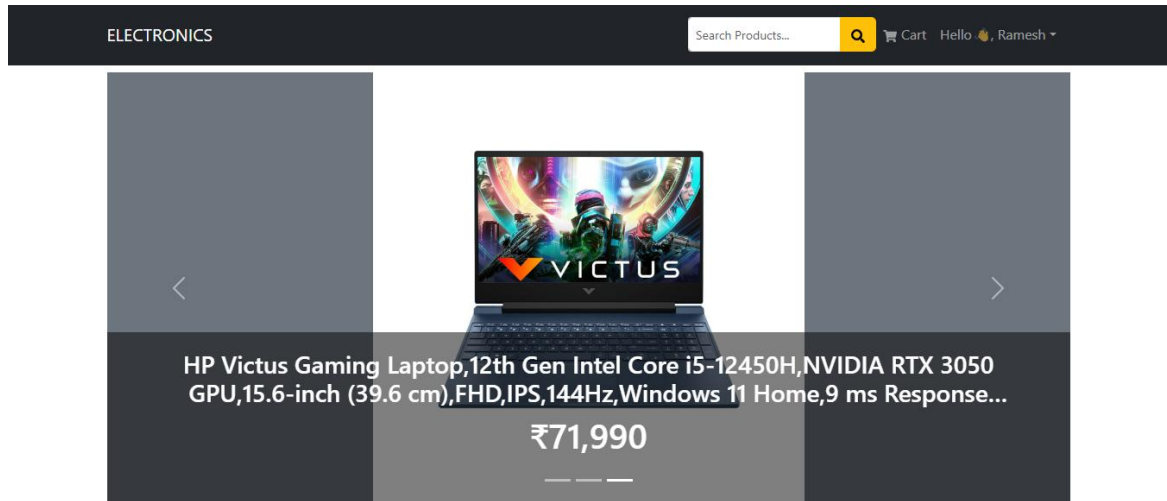 ELECTRONICS
Search Products...
Cart
Hello 👋, Ramesh
VICTUS
HP Victus Gaming Laptop,12th Gen Intel Core i5-12450H,NVIDIA RTX 3050
GPU,15.6-inch (39.6 cm),FHD,IPS,144Hz,Windows 11 Home,9 ms Response...
₹71,990